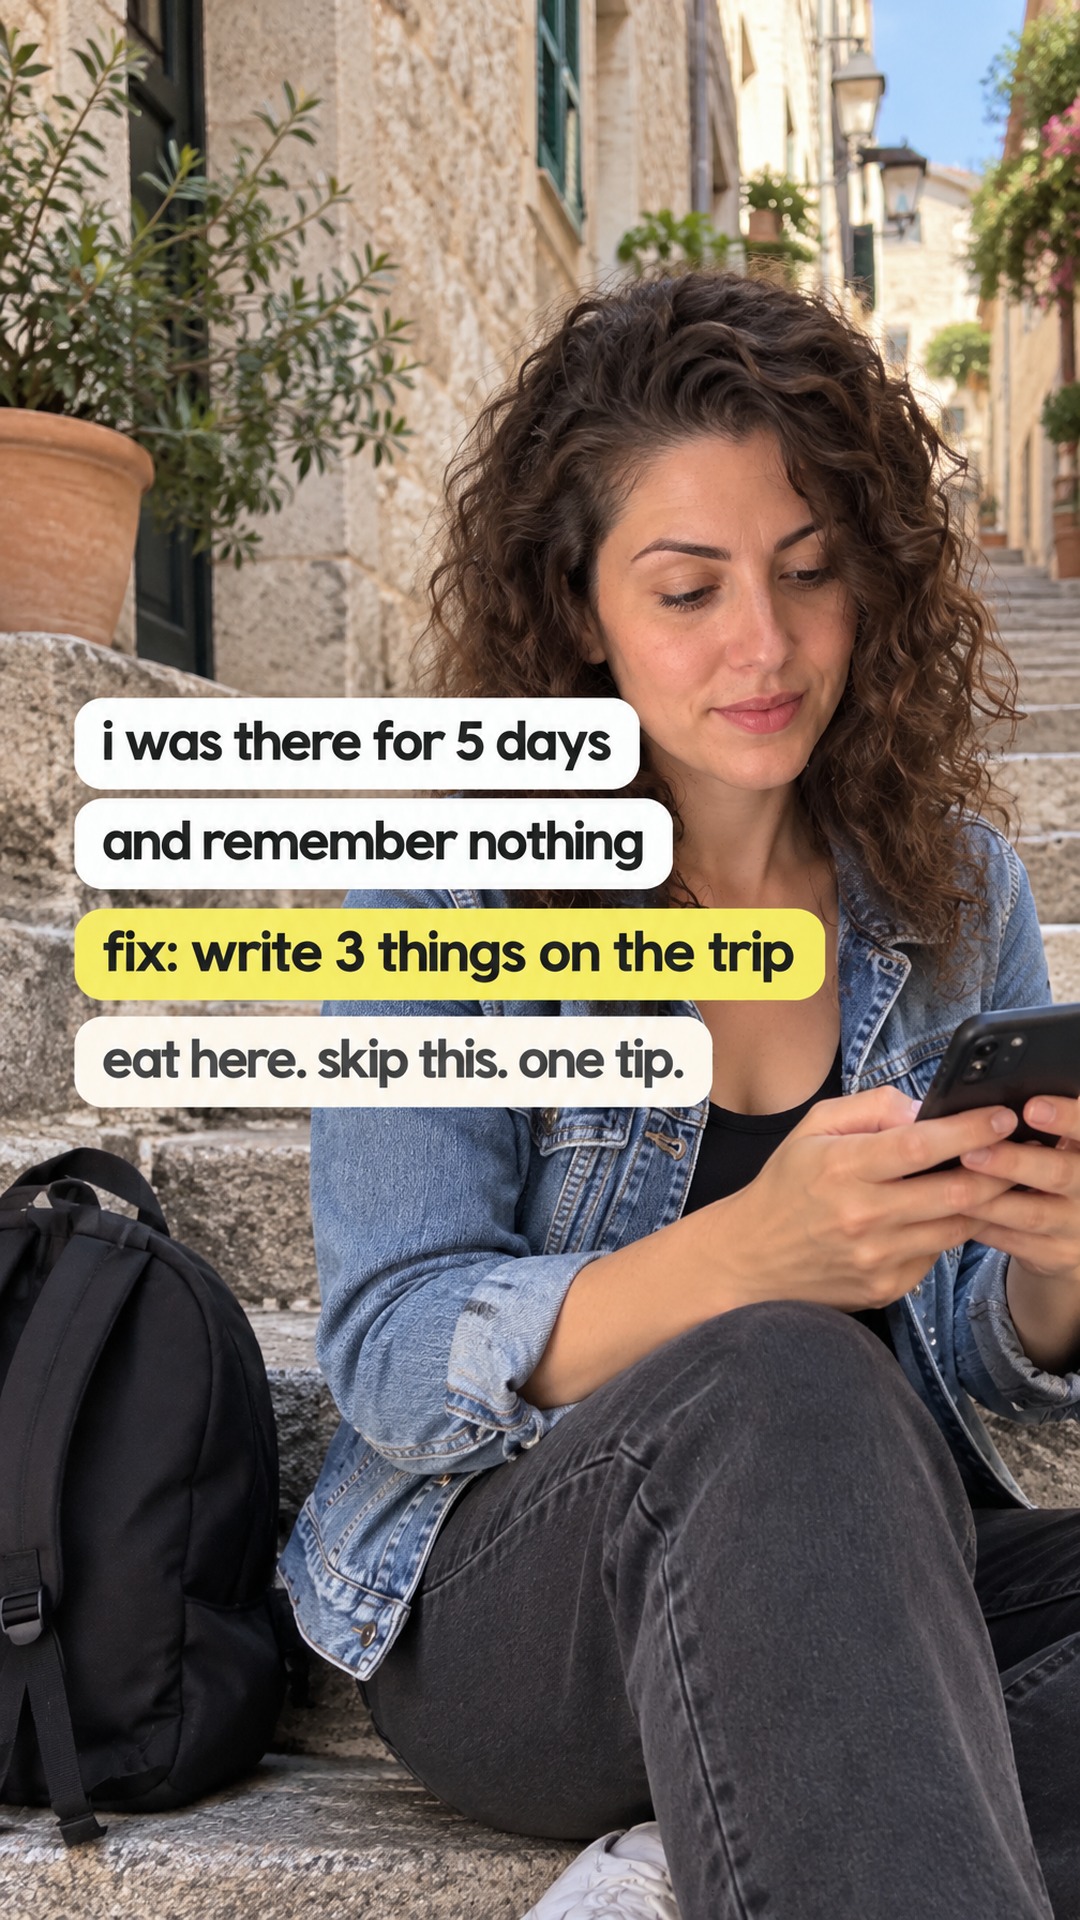 i was there for 5 days
and remember nothing
fix: write 3 things on the trip
eat here. skip this. one tip.